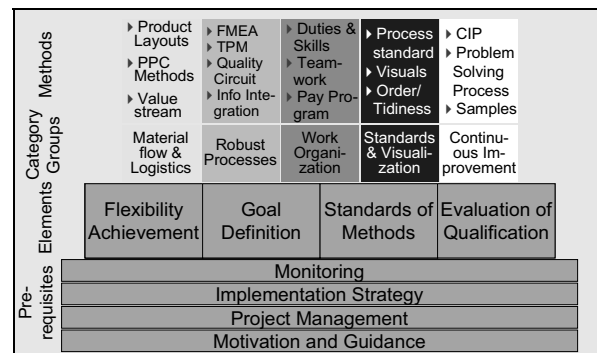 Methods
Product
Layouts
PPC
Methods
Value
stream
FMEA
TPM
Quality
Circuit
Info Inte-
gration
Duties &
Skills
Team-
work
Pay Pro-
gram
Process
standard
Visuals
Order/
Tidiness
CIP
Problem
Solving
Process
Samples
Category
Groups
Material
flow &
Logistics
Robust
Processes
Work
Organi-
zation
Standards
& Visuali-
zation
Continu-
ous Im-
provement
Elements
Flexibility
Achievement
Goal
Definition
Standards of
Methods
Evaluation of
Qualification
Pre-
requisites
Monitoring
Implementation Strategy
Project Management
Motivation and Guidance